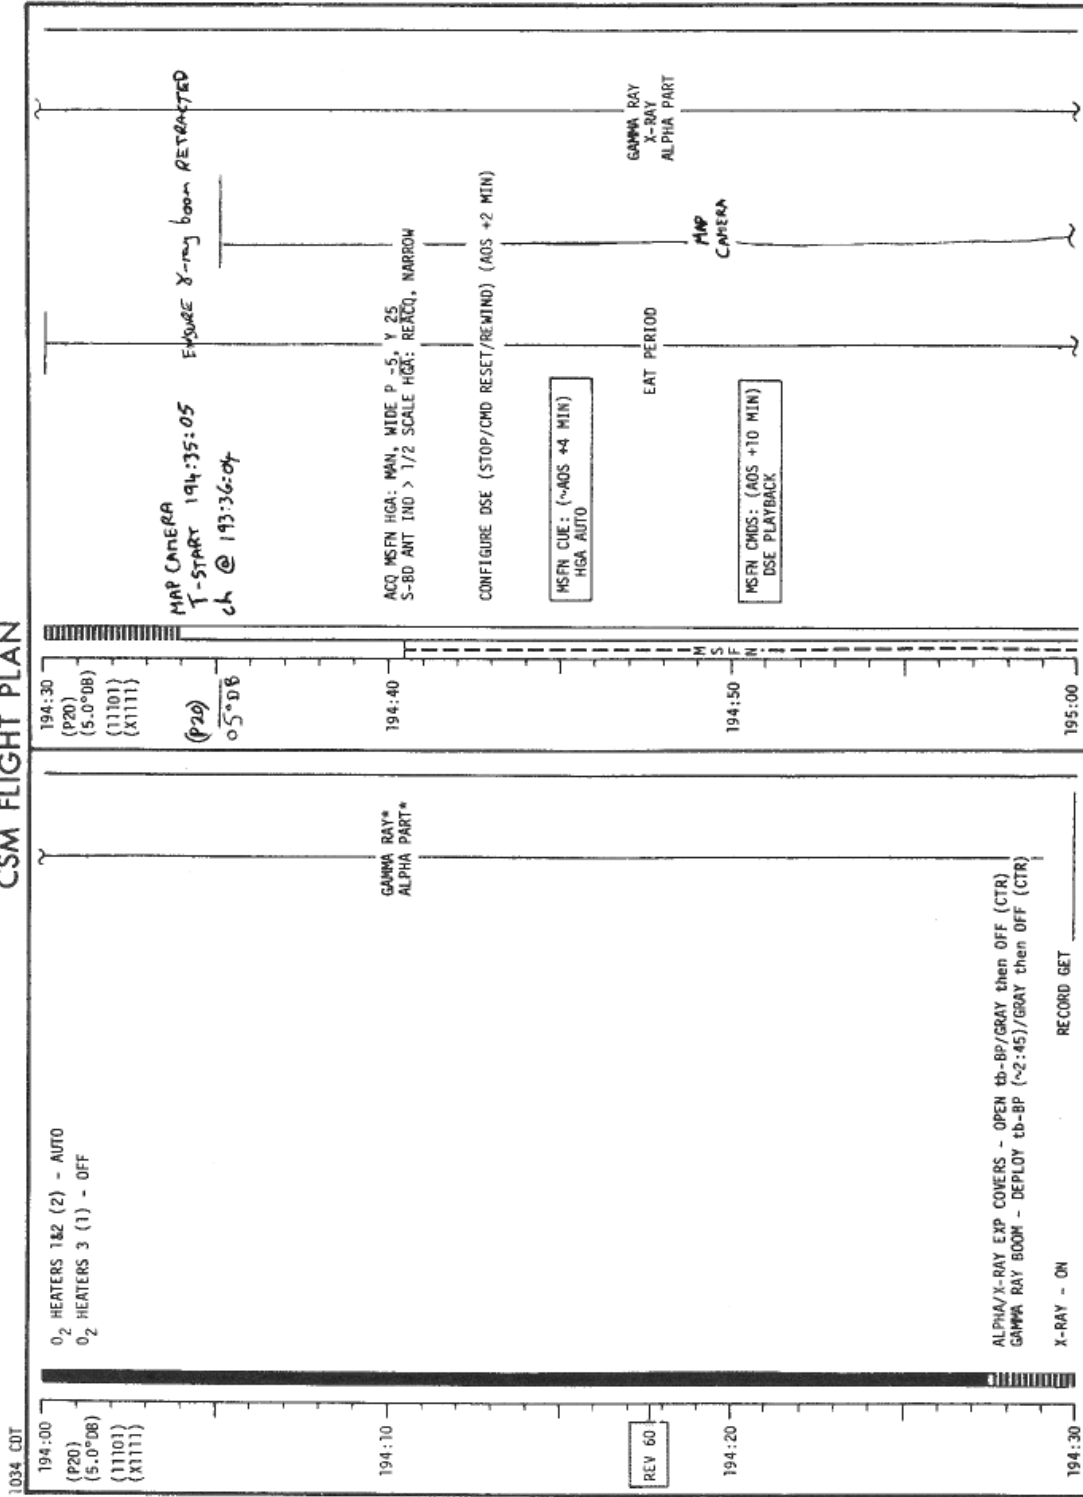 CSM FLIGHT PLAN
1034 CDT
194:00
(P20)
(5.0°DB)
(11101)
(X1111)
O2 HEATERS 1&2 (2) - AUTO
O2 HEATERS 3 (1) - OFF
194:10
GAMMA RAY*
ALPHA PART*
REV 60
194:20
ALPHA/X-RAY EXP COVERS - OPEN tb-BP/GRAY then OFF (CTR)
GAMMA RAY BOOM - DEPLOY tb-BP (~2:45)/GRAY then OFF (CTR)
X-RAY - ON RECORD GET
194:30
194:30
(P20)
(5.0°DB)
(11101)
(X1111)
MAP CAMERA
T-START 194:35:05 ENSURE γ-ray boom RETRACTED
ch @ 193:36:04
(P20)
05°DB
194:40
ACQ MSFN HGA: MAN, WIDE P -5, Y 25
S-BD ANT IND > 1/2 SCALE HGA: REACQ, NARROW
CONFIGURE DSE (STOP/CMD RESET/REWIND) (AOS +2 MIN)
MSFN CUE: (~AOS +4 MIN)
HGA AUTO
EAT PERIOD
GAMMA RAY
X-RAY
ALPHA PART
MAP
CAMERA
MSFN
194:50
MSFN CMDS: (AOS +10 MIN)
DSE PLAYBACK
195:00